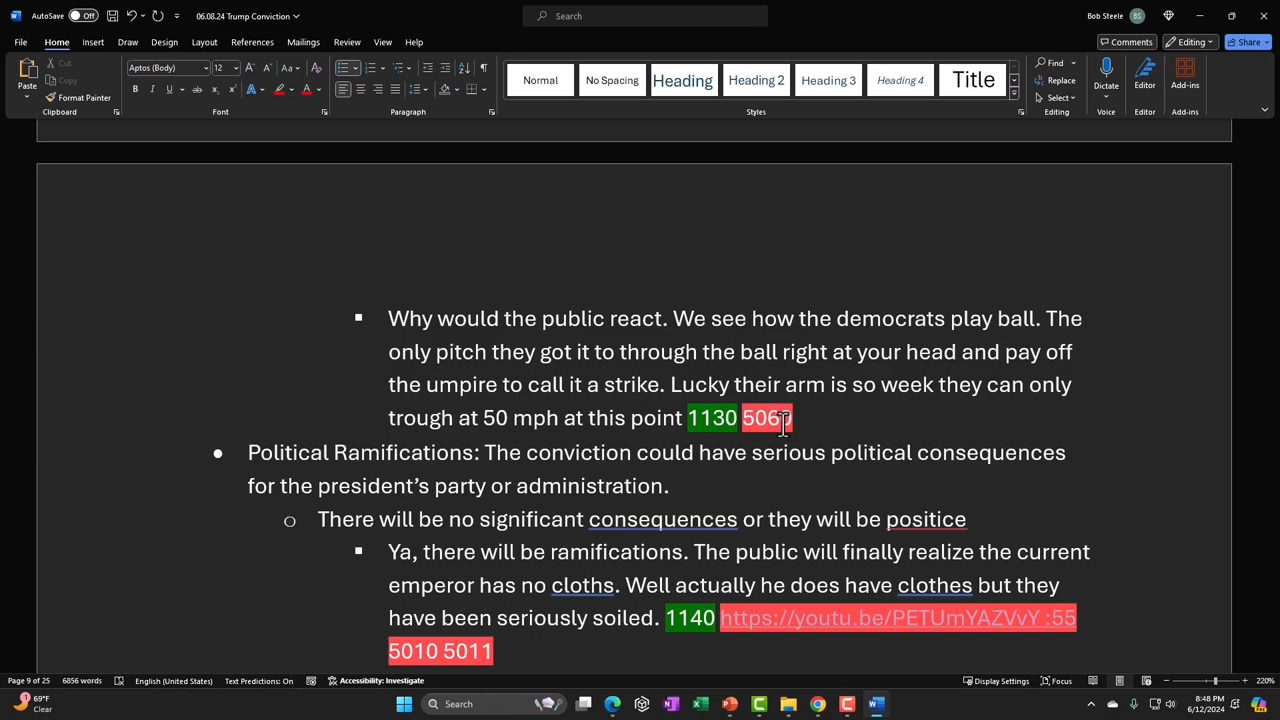 AutoSave Off 06.08.24 Trump Conviction Search Bob Steele BS
File Home Insert Draw Design Layout References Mailings Review View Help Comments Editing Share
Paste Cut Copy Format Painter Clipboard
Aptos (Body) 12 Font
Paragraph
Normal No Spacing Heading Heading 2 Heading 3 Heading 4 Title Styles
Find Replace Select Editing
Dictate Voice
Editor Editor
Add-ins Add-ins
Why would the public react. We see how the democrats play ball. The
only pitch they got it to through the ball right at your head and pay off
the umpire to call it a strike. Lucky their arm is so week they can only
trough at 50 mph at this point 1130 5060
Political Ramifications: The conviction could have serious political consequences
for the president’s party or administration.
There will be no significant consequences or they will be positice
Ya, there will be ramifications. The public will finally realize the current
emperor has no cloths. Well actually he does have clothes but they
have been seriously soiled. 1140 https://youtu.be/PETUmYAZVvY :55
5010 5011
Page 9 of 25 6856 words English (United States) Text Predictions: On Accessibility: Investigate Display Settings Focus 220%
69°F
Clear
Search
8:48 PM
6/12/2024